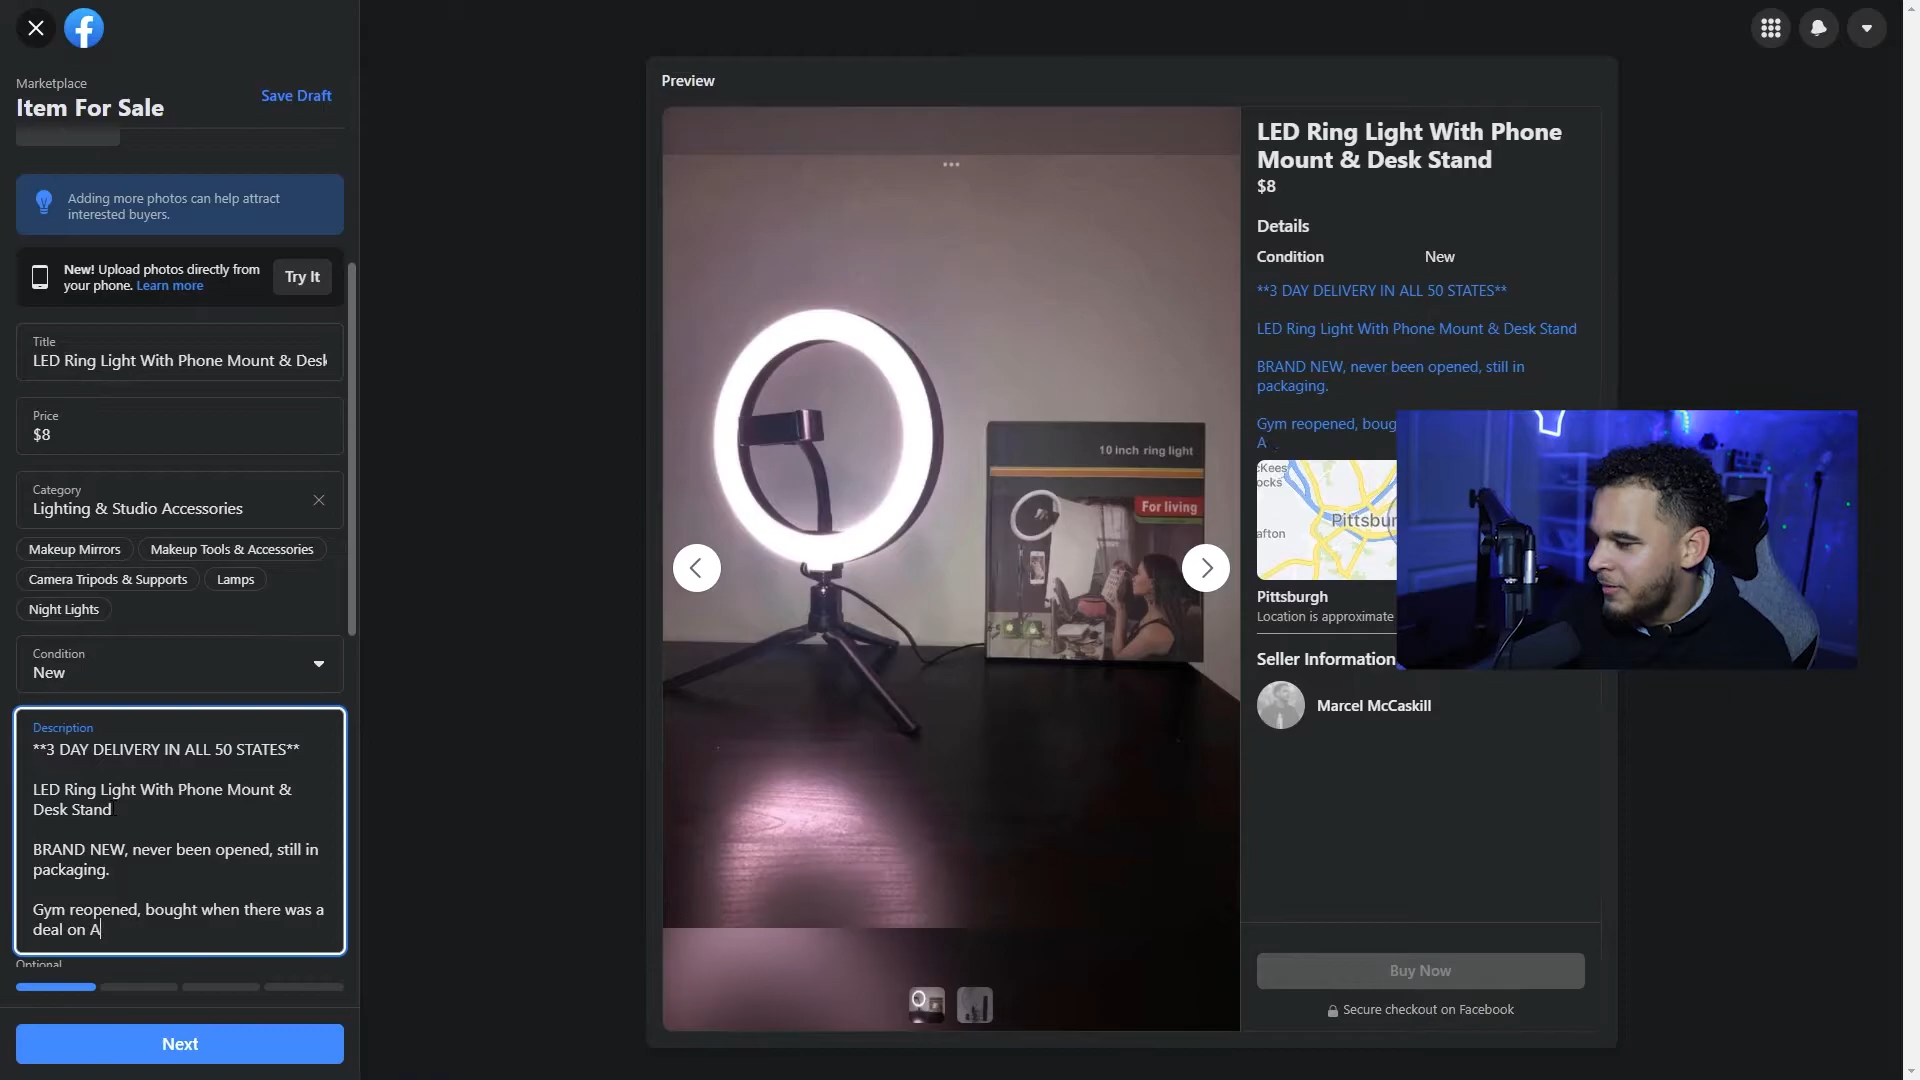 Marketplace
Item For Sale
Save Draft
Adding more photos can help attract
interested buyers.
New! Upload photos directly from
your phone. Learn more
Try It
Title
LED Ring Light With Phone Mount & Desk
Price
$8
Category
Lighting & Studio Accessories
Makeup Mirrors
Makeup Tools & Accessories
Camera Tripods & Supports
Lamps
Night Lights
Condition
New
Description
**3 DAY DELIVERY IN ALL 50 STATES**
LED Ring Light With Phone Mount &
Desk Stand
BRAND NEW, never been opened, still in
packaging.
Gym reopened, bought when there was a
deal on A
Optional
Next
Preview
10 inch ring light
For living
LED Ring Light With Phone
Mount & Desk Stand
$8
Details
Condition
New
**3 DAY DELIVERY IN ALL 50 STATES**
LED Ring Light With Phone Mount & Desk Stand
BRAND NEW, never been opened, still in
packaging.
Gym reopened, boug
A
cKees
ocks
Pittsbur
afton
Pittsburgh
Location is approximate
Seller Information
Marcel McCaskill
Buy Now
Secure checkout on Facebook